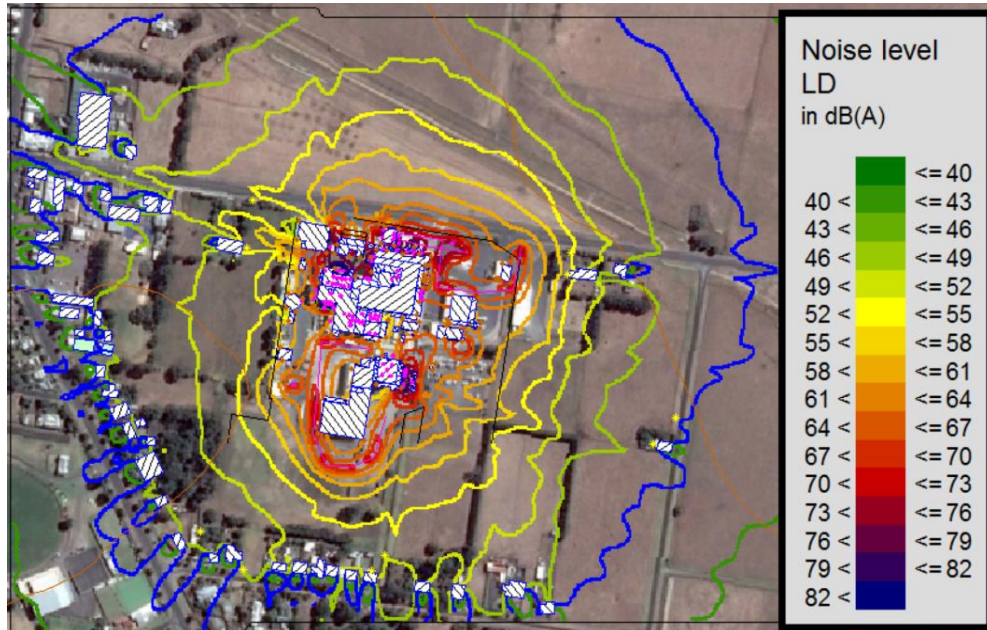 Noise level
LD
in dB(A)
<= 40
40 < <= 43
43 < <= 46
46 < <= 49
49 < <= 52
52 < <= 55
55 < <= 58
58 < <= 61
61 < <= 64
64 < <= 67
67 < <= 70
70 < <= 73
73 < <= 76
76 < <= 79
79 < <= 82
82 <